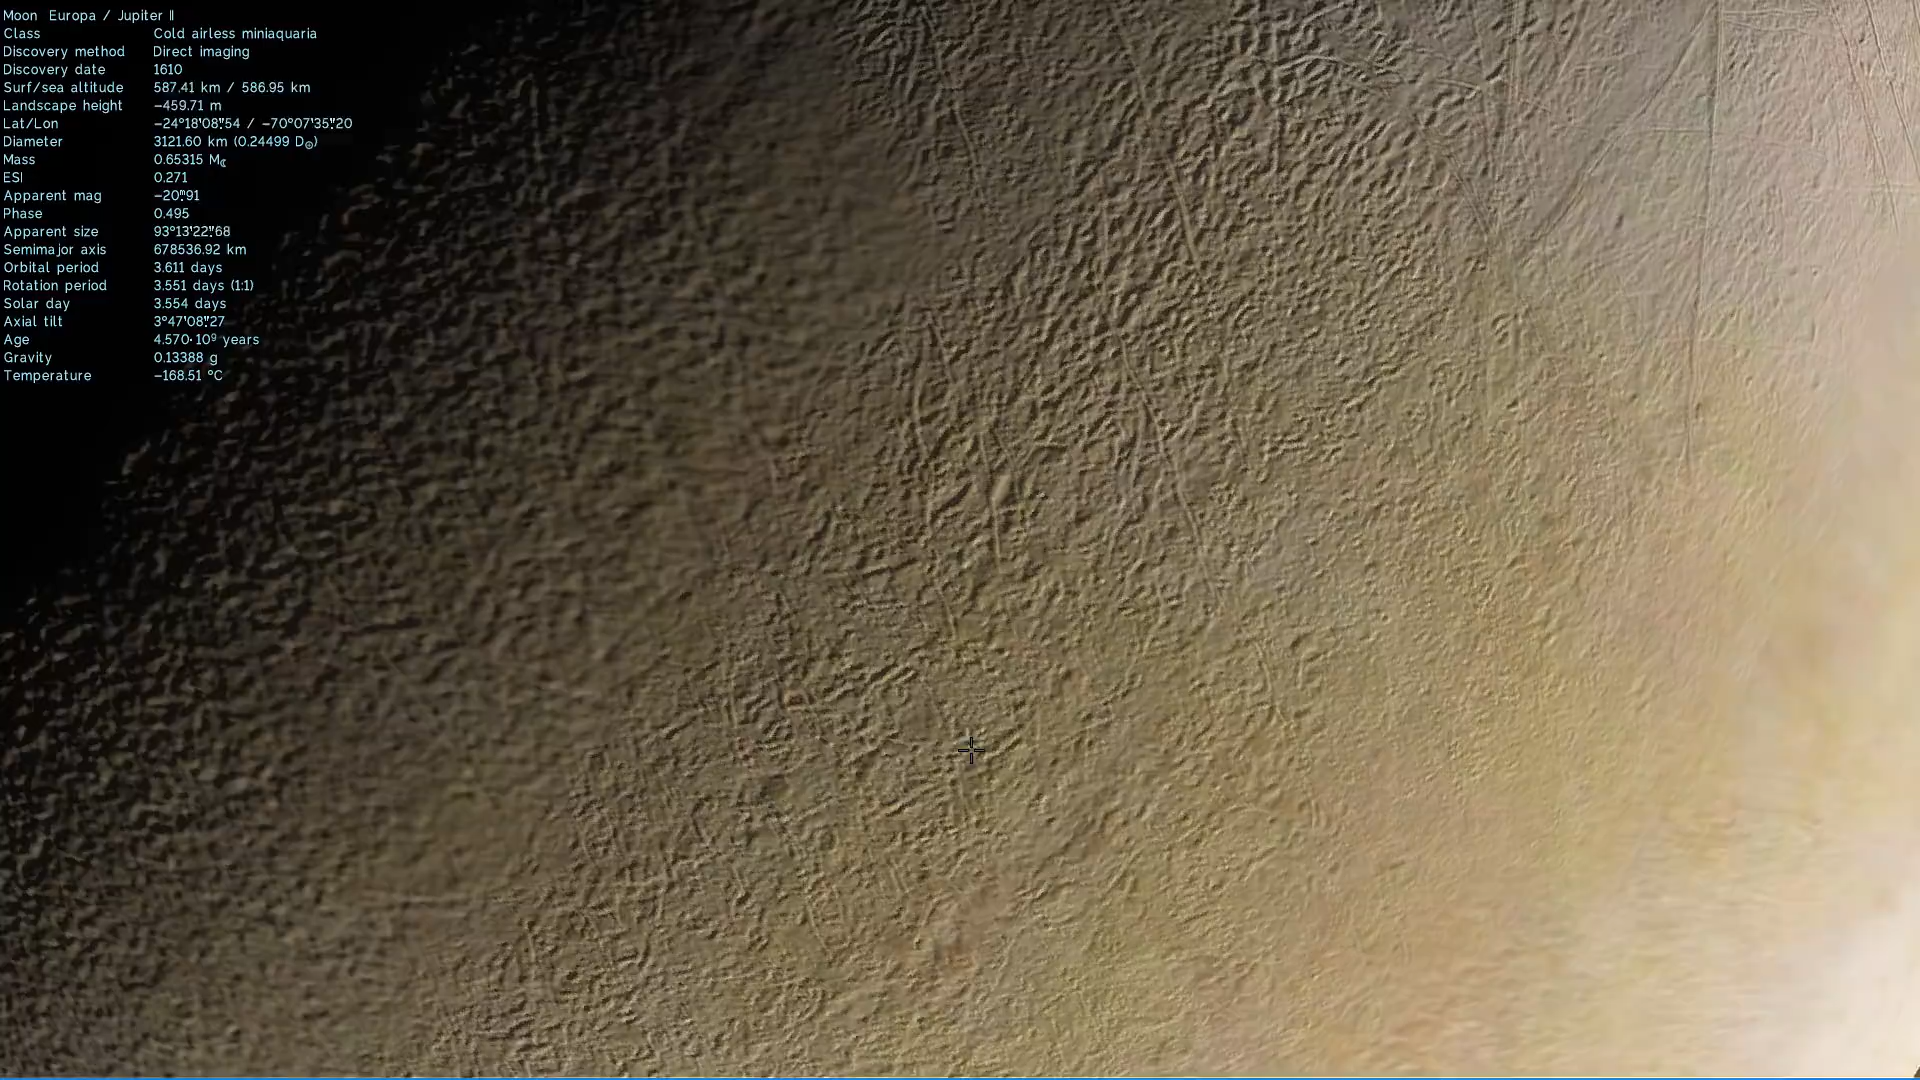 Moon Europa / Jupiter II
Class Cold airless miniaquaria
Discovery method Direct imaging
Discovery date 1610
Surf/sea altitude 587.41 km / 586.95 km
Landscape height −459.71 m
Lat/Lon −24°18'08"54 / −70°07'35"20
Diameter 3121.60 km (0.24499 D⊙)
Mass 0.65315 M☾
ESI 0.271
Apparent mag −20ᵐ91
Phase 0.495
Apparent size 93°13'22"68
Semimajor axis 678536.92 km
Orbital period 3.611 days
Rotation period 3.551 days (1:1)
Solar day 3.554 days
Axial tilt 3°47'08"27
Age 4.570·10⁹ years
Gravity 0.13388 g
Temperature −168.51 °C